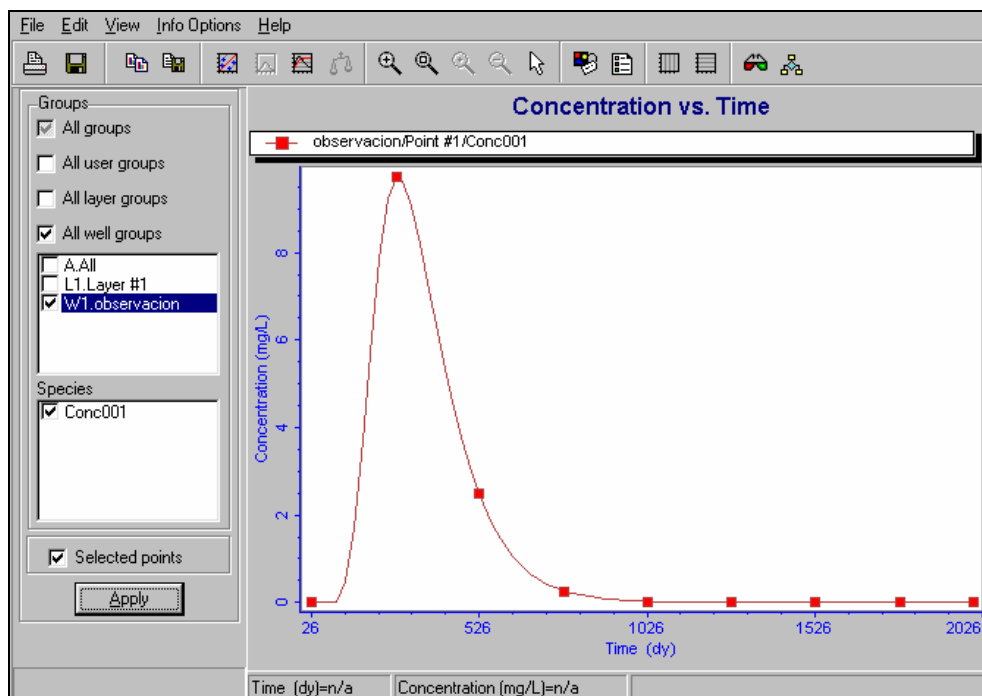 File Edit View Info Options Help
Groups
All groups
All user groups
All layer groups
All well groups
A.All
L1.Layer #1
W1.observacion
Species
Conc001
Selected points
Apply
Concentration vs. Time
observacion/Point #1/Conc001
Concentration (mg/L)
8
6
4
2
0
26 526 1026 1526 2026
Time (dy)
Time (dy)=n/a Concentration (mg/L)=n/a